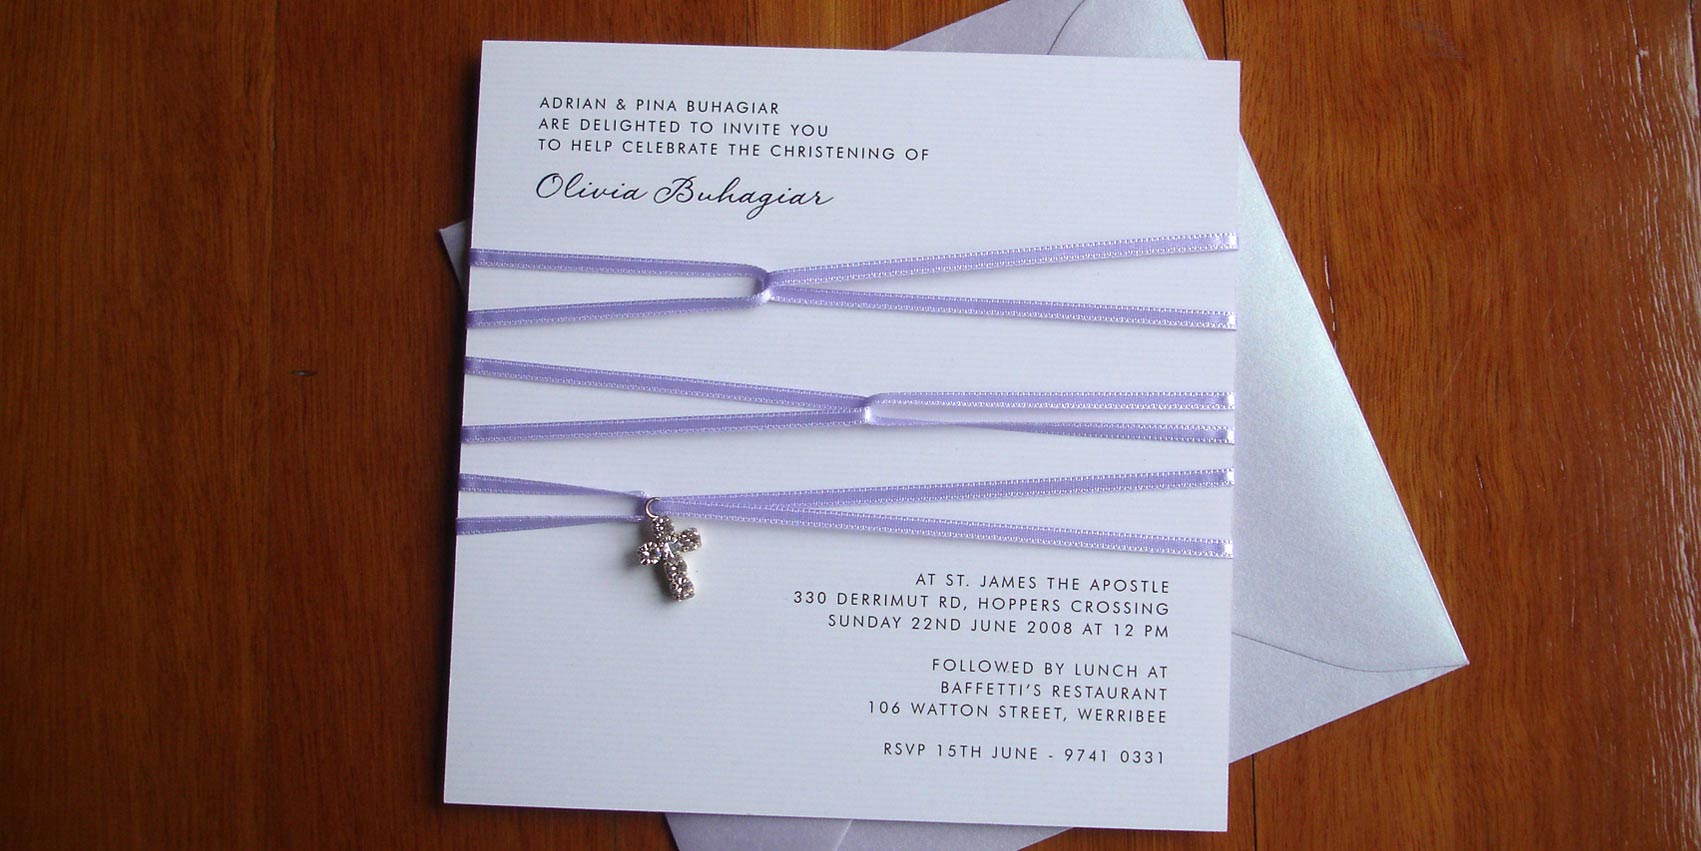 ADRIAN & PINA BUHAGIAR
ARE DELIGHTED TO INVITE YOU
TO HELP CELEBRATE THE CHRISTENING OF
Olivia Buhagiar
AT ST. JAMES THE APOSTLE
330 DERRIMUT RD, HOPPERS CROSSING
SUNDAY 22ND JUNE 2008 AT 12 PM
FOLLOWED BY LUNCH AT
BAFFETTI'S RESTAURANT
106 WATTON STREET, WERRIBEE
RSVP 15TH JUNE - 9741 0331